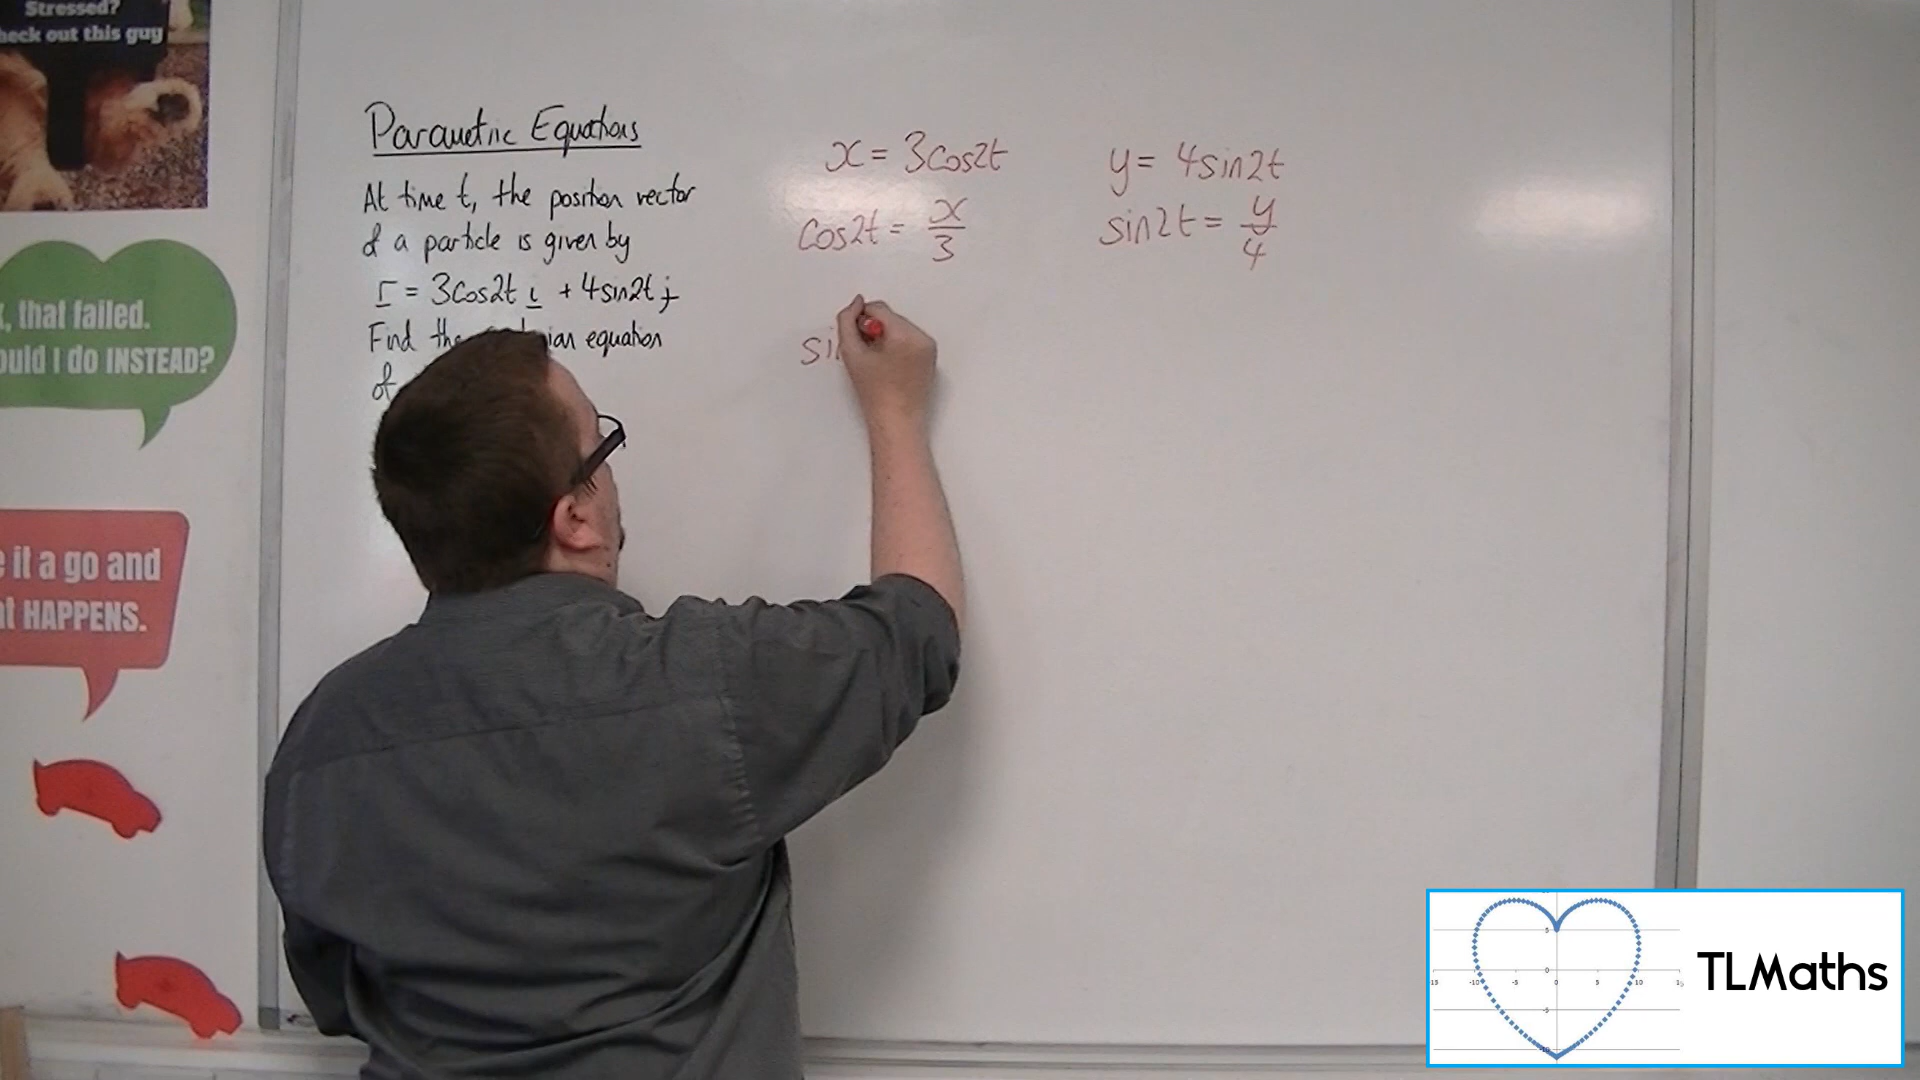 Stressed?
heck out this guy
Parametric Equations
At time t, the position vector
of a particle is given by
r = 3cos2t i + 4sin2t j
Find the ian equation
of
x = 3cos2t
y = 4sin2t
cos2t = x/3
sin2t = y/4
sin
, that failed.
ould I do INSTEAD?
e it a go and
at HAPPENS.
TLMaths